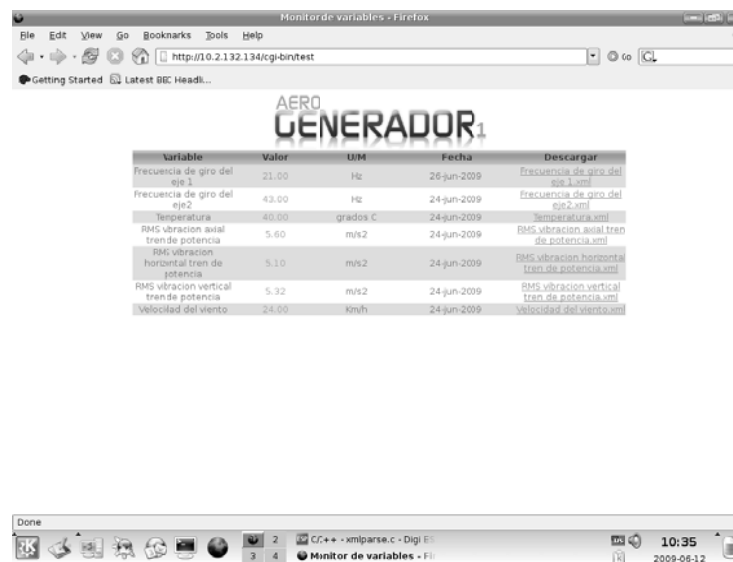 Monitor de variables - Firefox
File Edit View Go Bookmarks Tools Help
http://10.2.132.134/cgi-bin/test Go
Getting Started Latest BBC Headli...
AERO
GENERADOR1
Variable Valor U/M Fecha Descargar
Frecuencia de giro del
eje 1 21.00 Hz 26-jun-2009 Frecuencia de giro del
eje 1.xml
Frecuencia de giro del
eje2 43.00 Hz 24-jun-2009 Frecuencia de giro del
eje2.xml
Temperatura 40.00 grados C 24-jun-2009 Temperatura.xml
RMS vibracion axial
tren de potencia 5.60 m/s2 24-jun-2009 RMS vibracion axial tren
de potencia.xml
RMS vibracion
horizontal tren de
potencia 5.10 m/s2 24-jun-2009 RMS vibracion horizontal
tren de potencia.xml
RMS vibracion vertical
tren de potencia 5.32 m/s2 24-jun-2009 RMS vibracion vertical
tren de potencia.xml
Velocidad del viento 24.00 Km/h 24-jun-2009 Velocidad del viento.xml
Done
1 2 C/C++ - xmlparse.c - Digi ES
3 4 Monitor de variables - Fi
10:35
2009-06-12